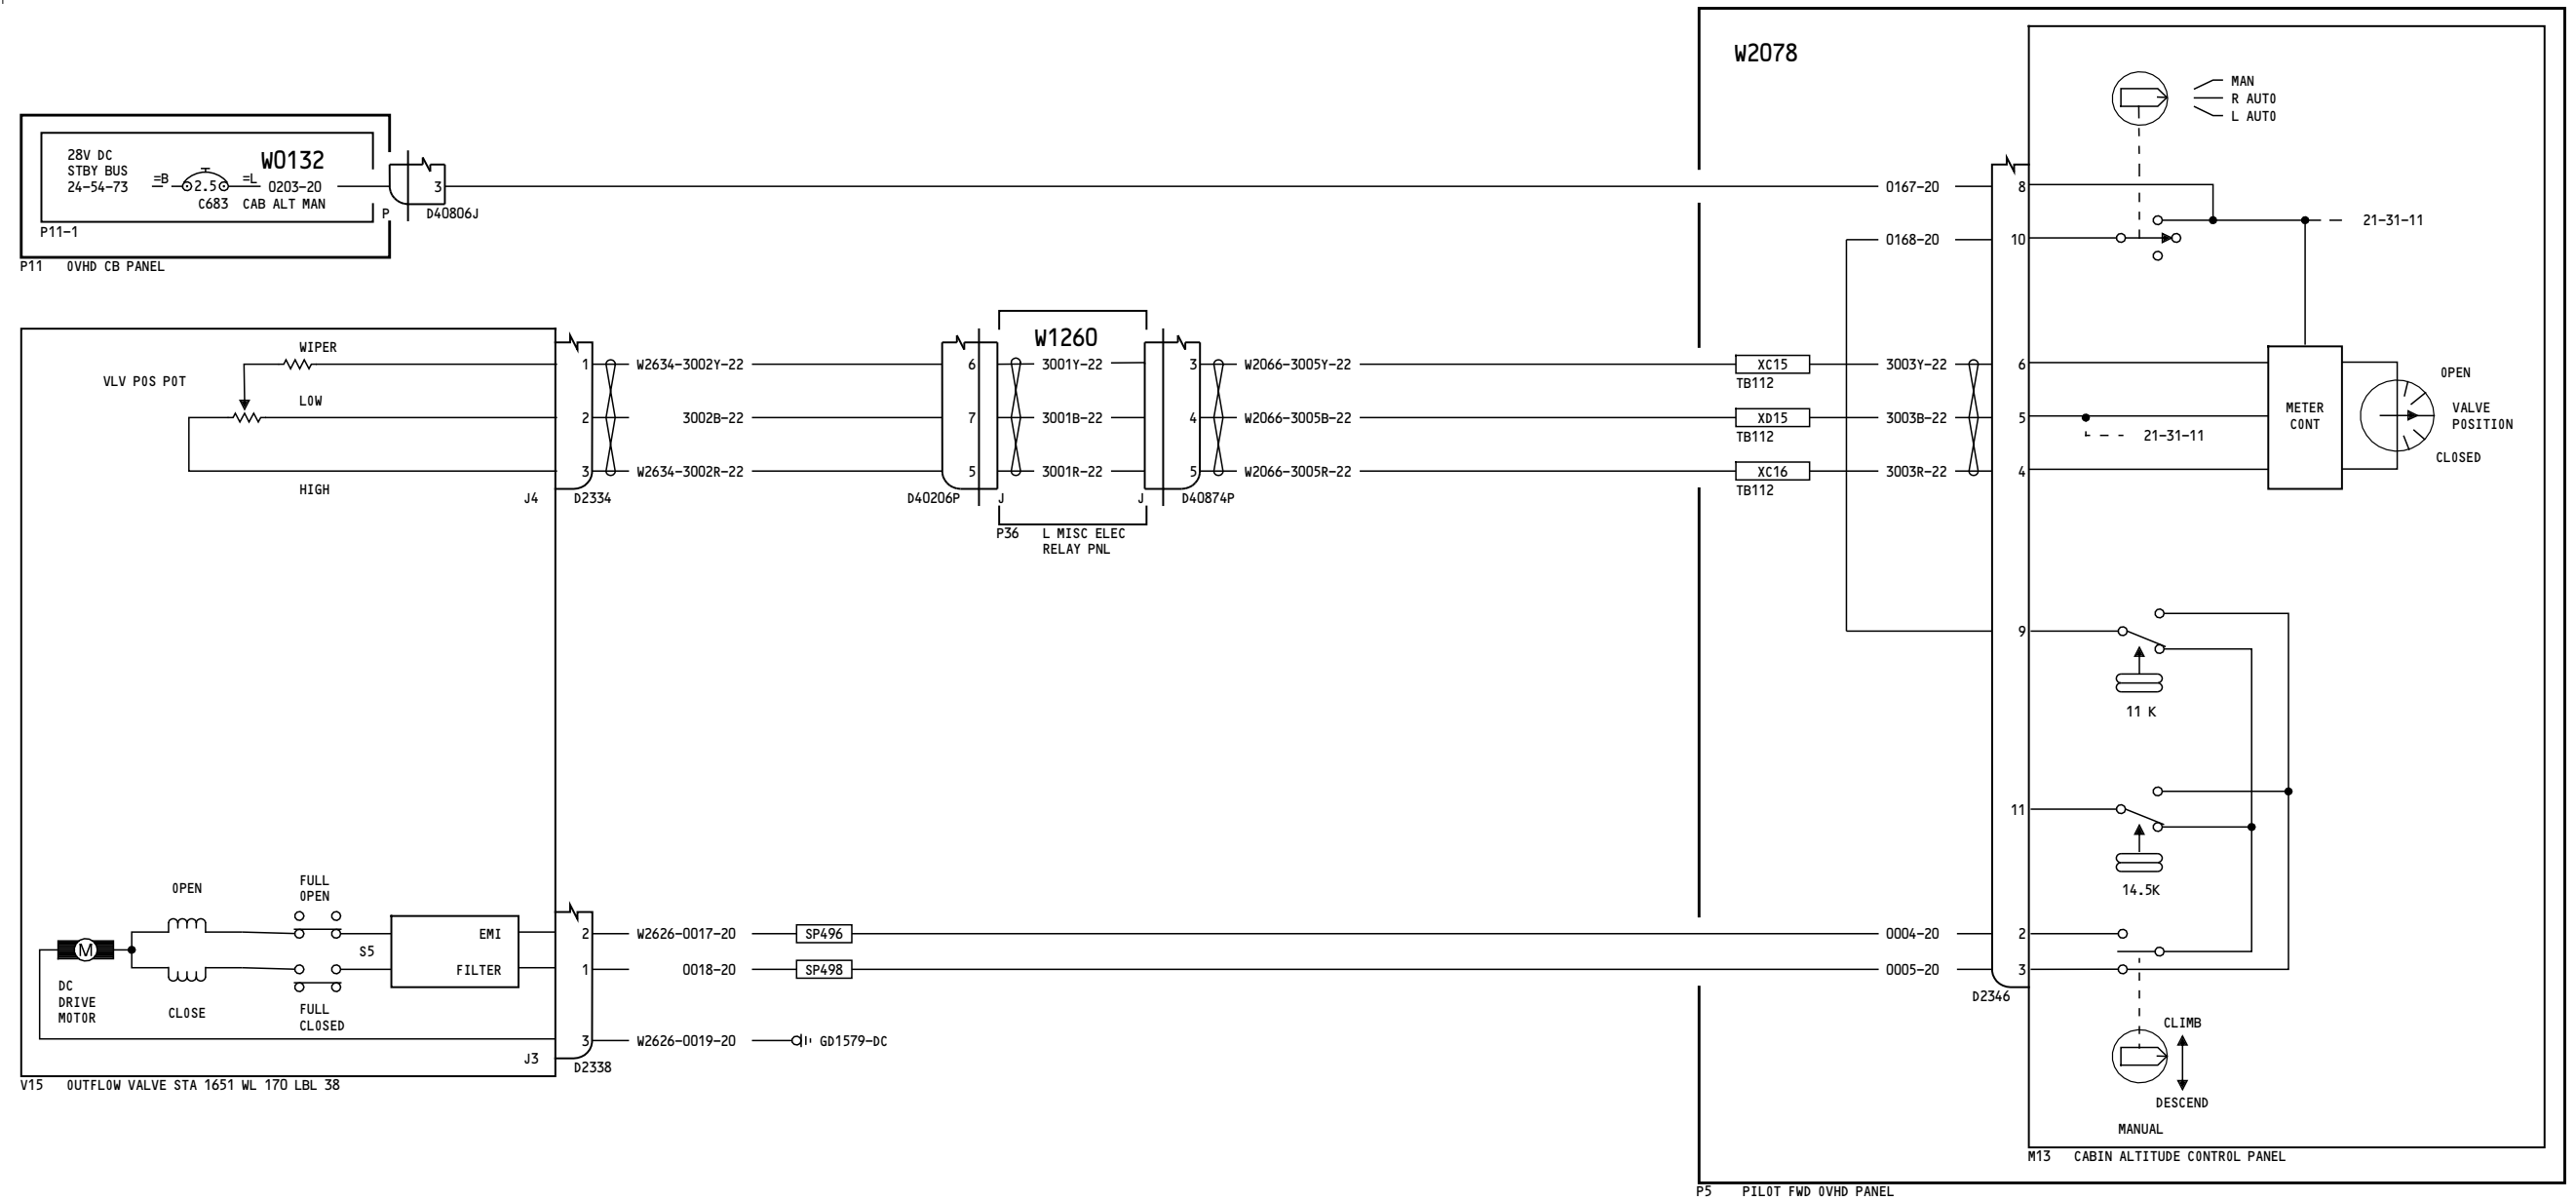 W2078
MAN
R AUTO
L AUTO
28V DC
STBY BUS
24-54-73
=B
2.5
=L
W0132
0203-20
C683 CAB ALT MAN
P11-1
P11 OVHD CB PANEL
P
3
D40806J
0167-20
8
0168-20
10
21-31-11
VLV POS POT
WIPER
LOW
HIGH
J4
1
2
3
D2334
W2634-3002Y-22
3002B-22
W2634-3002R-22
6
7
5
D40206P
J
W1260
3001Y-22
3001B-22
3001R-22
J
P36 L MISC ELEC
RELAY PNL
3
4
5
D40874P
W2066-3005Y-22
W2066-3005B-22
W2066-3005R-22
XC15
TB112
XD15
TB112
XC16
TB112
3003Y-22
3003B-22
3003R-22
6
5
4
21-31-11
METER
CONT
OPEN
VALVE
POSITION
CLOSED
9
11 K
11
14.5K
OPEN
CLOSE
M
DC
DRIVE
MOTOR
FULL
OPEN
S5
FULL
CLOSED
EMI
FILTER
J3
2
1
3
D2338
V15 OUTFLOW VALVE STA 1651 WL 170 LBL 38
W2626-0017-20
0018-20
W2626-0019-20
SP496
SP498
GD1579-DC
0004-20
0005-20
2
3
D2346
CLIMB
DESCEND
MANUAL
M13 CABIN ALTITUDE CONTROL PANEL
P5 PILOT FWD OVHD PANEL